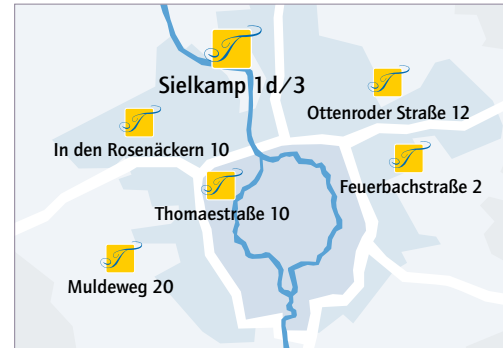 Sielkamp 1d/3
Ottenroder Straße 12
In den Rosenäckern 10
Feuerbachstraße 2
Thomaestraße 10
Muldeweg 20